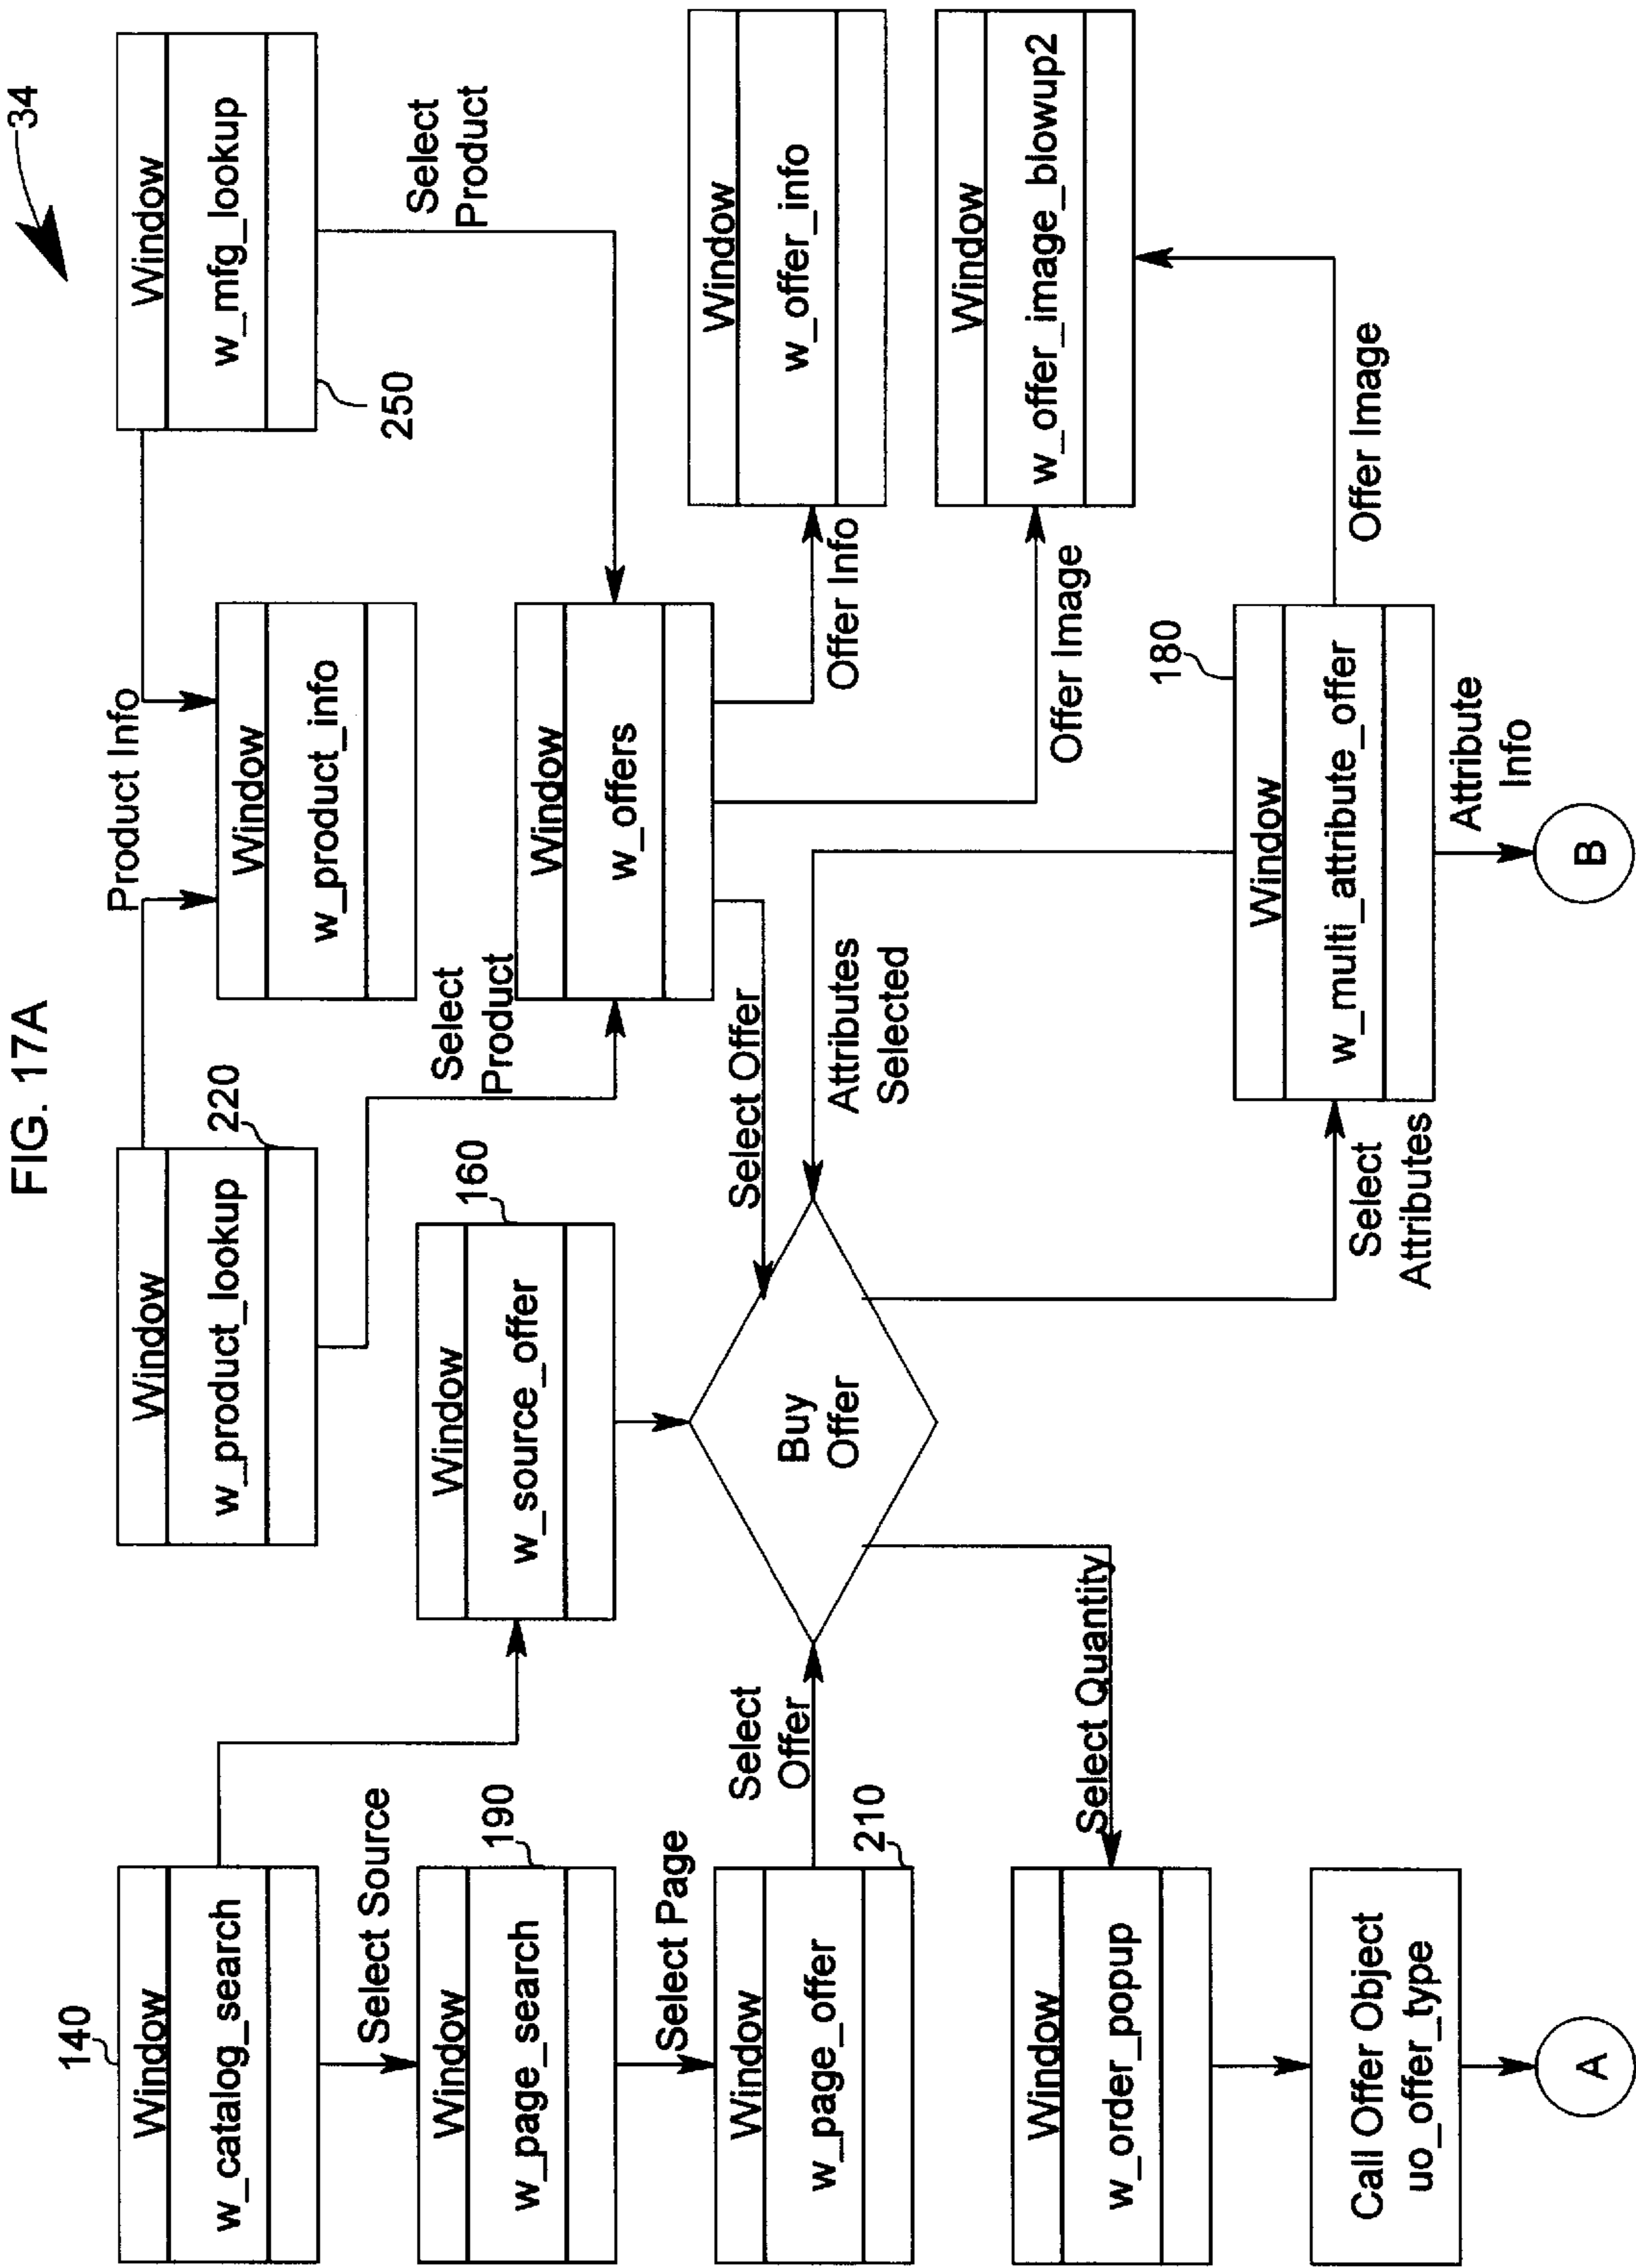 FIG. 17A
34
140
Window
w_catalog_search
Window
w_product_lookup
220
Product Info
Window
w_mfg_lookup
250
Select Source
Window
w_product_info
Select
Product
Select
Product
Window
w_page_search
190
Window
w_source_offer
160
Window
w_offers
Select Page
Window
w_page_offer
210
Select
Offer
Buy
Offer
Select Offer
Attributes
Selected
Offer Info
Window
w_offer_info
Offer Image
Window
w_offer_image_blowup2
Select Quantity
Window
w_order_popup
Select
Attributes
180
Window
w_multi_attribute_offer
Offer Image
Call Offer Object
uo_offer_type
Attribute
Info
A
B